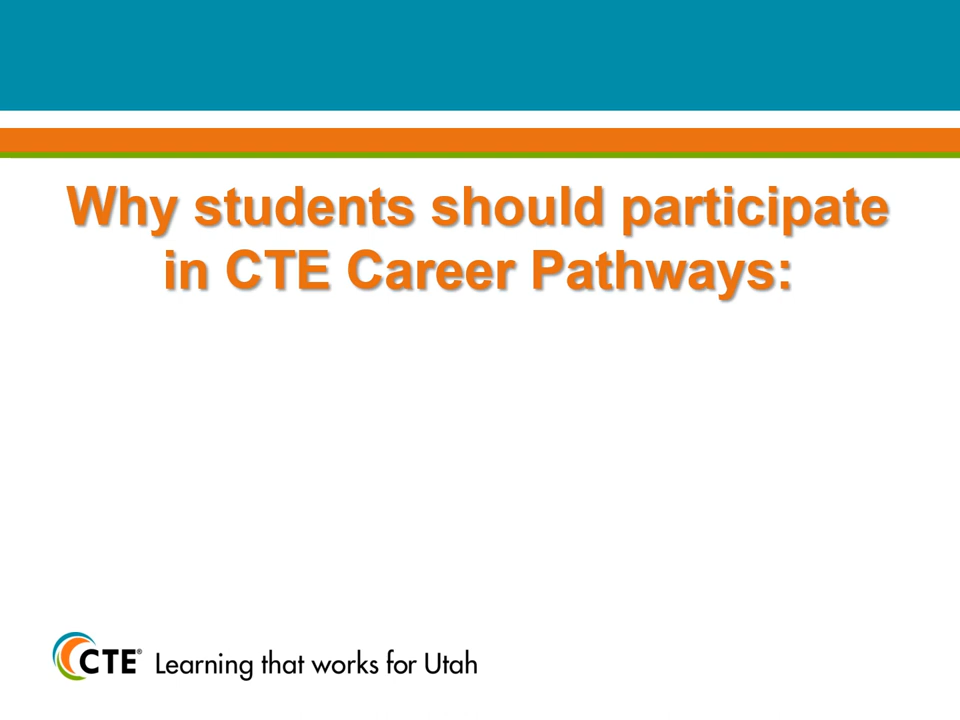 Why students should participate
in CTE Career Pathways:
CTE® Learning that works for Utah